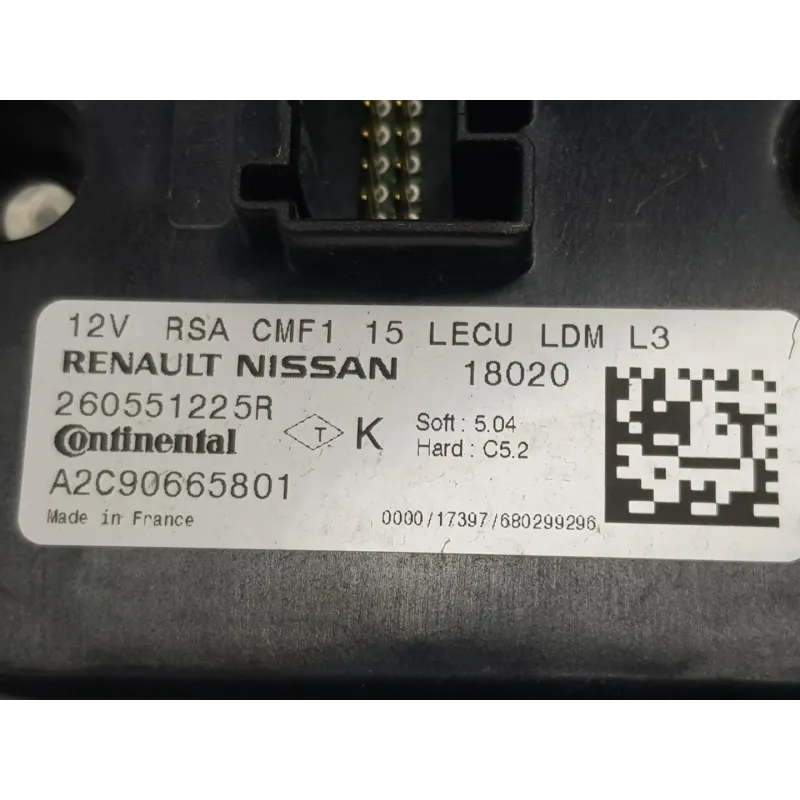 12V RSA CMF1 15 LECU LDM L3
RENAULT NISSAN 18020
260551225R
Continental T K Soft : 5.04
Hard : C5.2
A2C90665801
Made in France 0000/17397/680299296